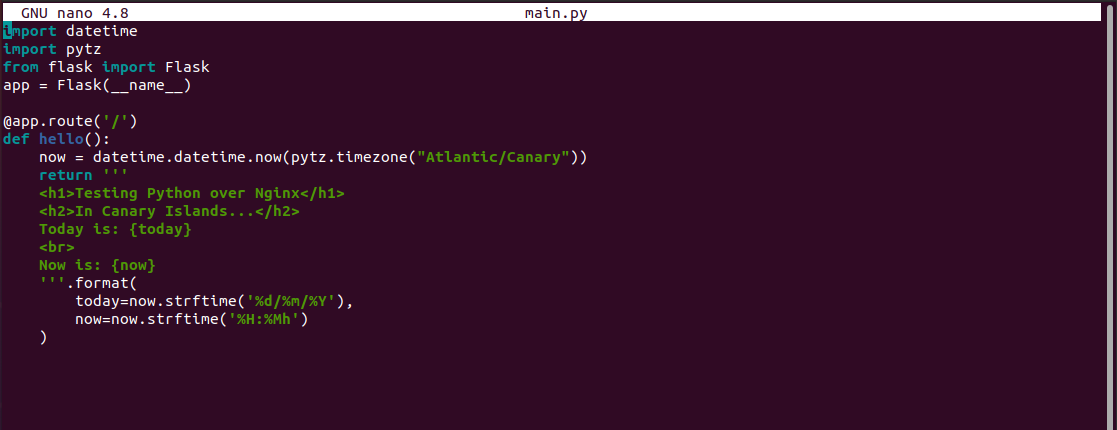 GNU nano 4.8 main.py
import datetime
import pytz
from flask import Flask
app = Flask(__name__)

@app.route('/')
def hello():
    now = datetime.datetime.now(pytz.timezone("Atlantic/Canary"))
    return '''
    <h1>Testing Python over Nginx</h1>
    <h2>In Canary Islands...</h2>
    Today is: {today}
    <br>
    Now is: {now}
    '''.format(
        today=now.strftime('%d/%m/%Y'),
        now=now.strftime('%H:%Mh')
    )